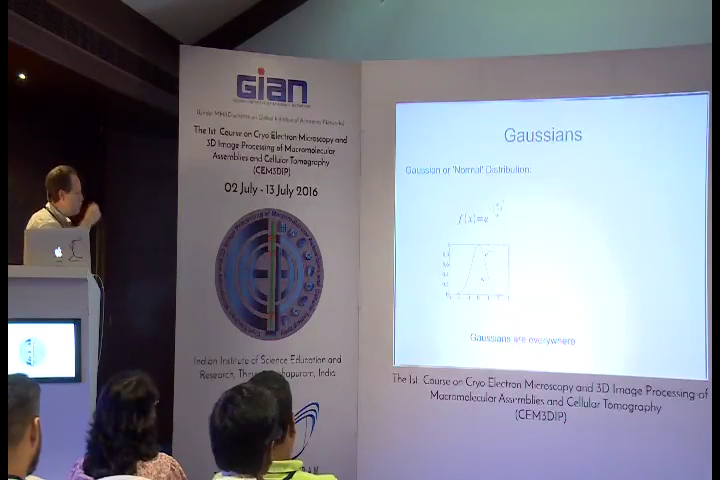 GIAN
The 1st Course on Cryo Electron Microscopy and
3D Image Processing of Macromolecular
Assemblies and Cellular Tomography
(CEM3DIP)
02 July - 13 July 2016
Indian Institute of Science Education and
Research, India
Gaussians
Gaussian or 'Normal' Distribution:
f(x)=e
Gaussians are everywhere
The 1st Course on Cryo Electron Microscopy and 3D Image Processing of
Macromolecular Assemblies and Cellular Tomography
(CEM3DIP)